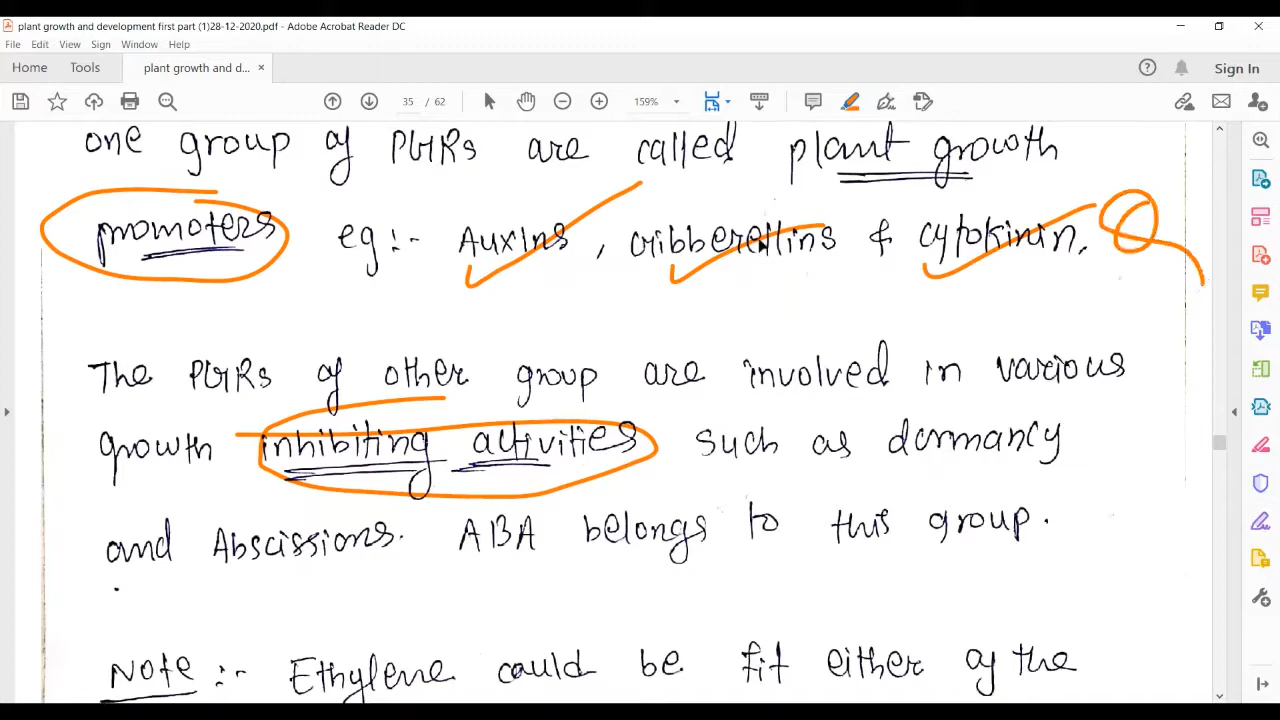 plant growth and development first part (1)28-12-2020.pdf - Adobe Acrobat Reader DC
File Edit View Sign Window Help
Home Tools plant growth and d... × Sign In
35 / 62 159%
one group of PGRs are called plant growth
promoters eg:- Auxins, Gibberellins & cytokinin.
The PGRs of other group are involved in various
growth inhibiting activities such as dormancy
and Abscissions. ABA belongs to this group.
Note :- Ethylene could be fit either of the